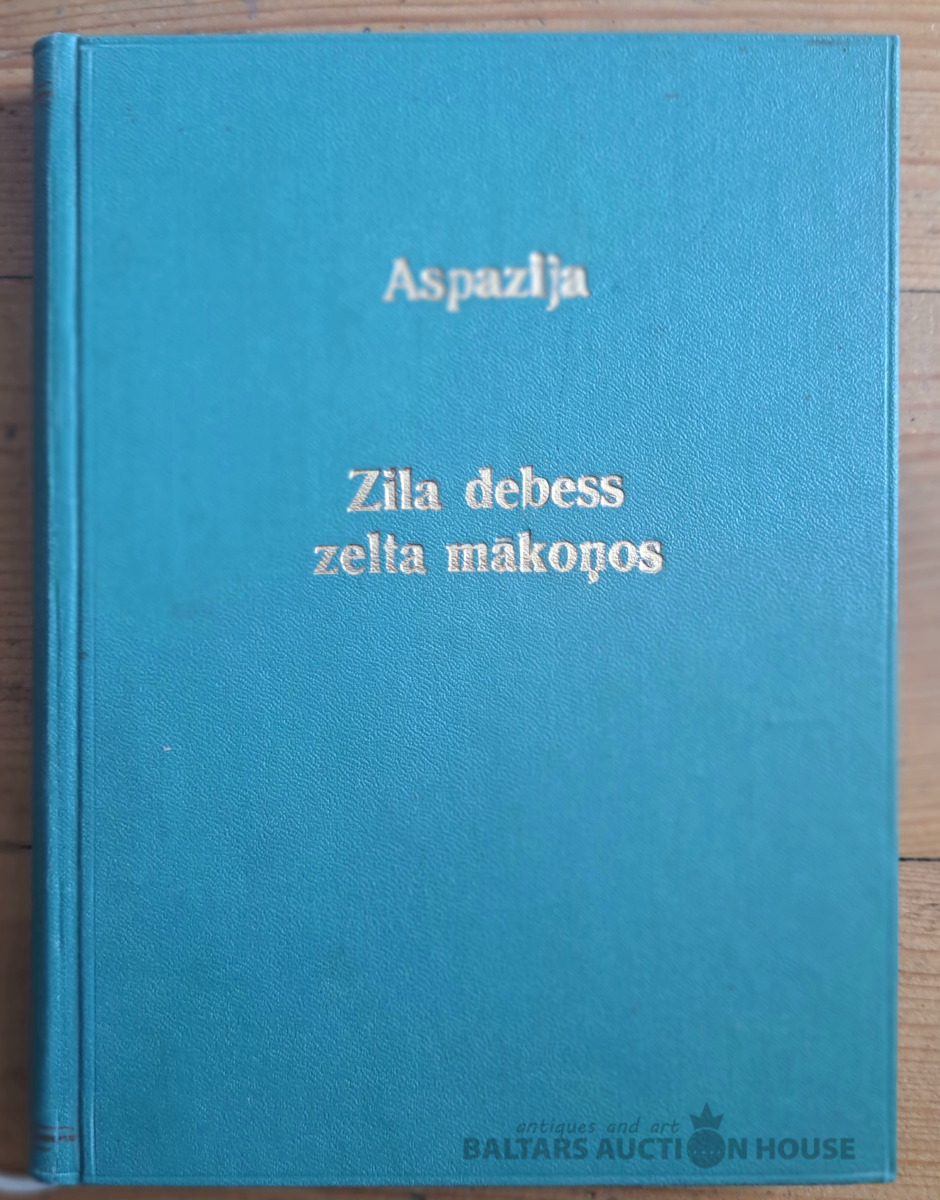 Aspazija
Zila debess
zelta mākoņos
antiques and art
BALTARS AUCTION HOUSE